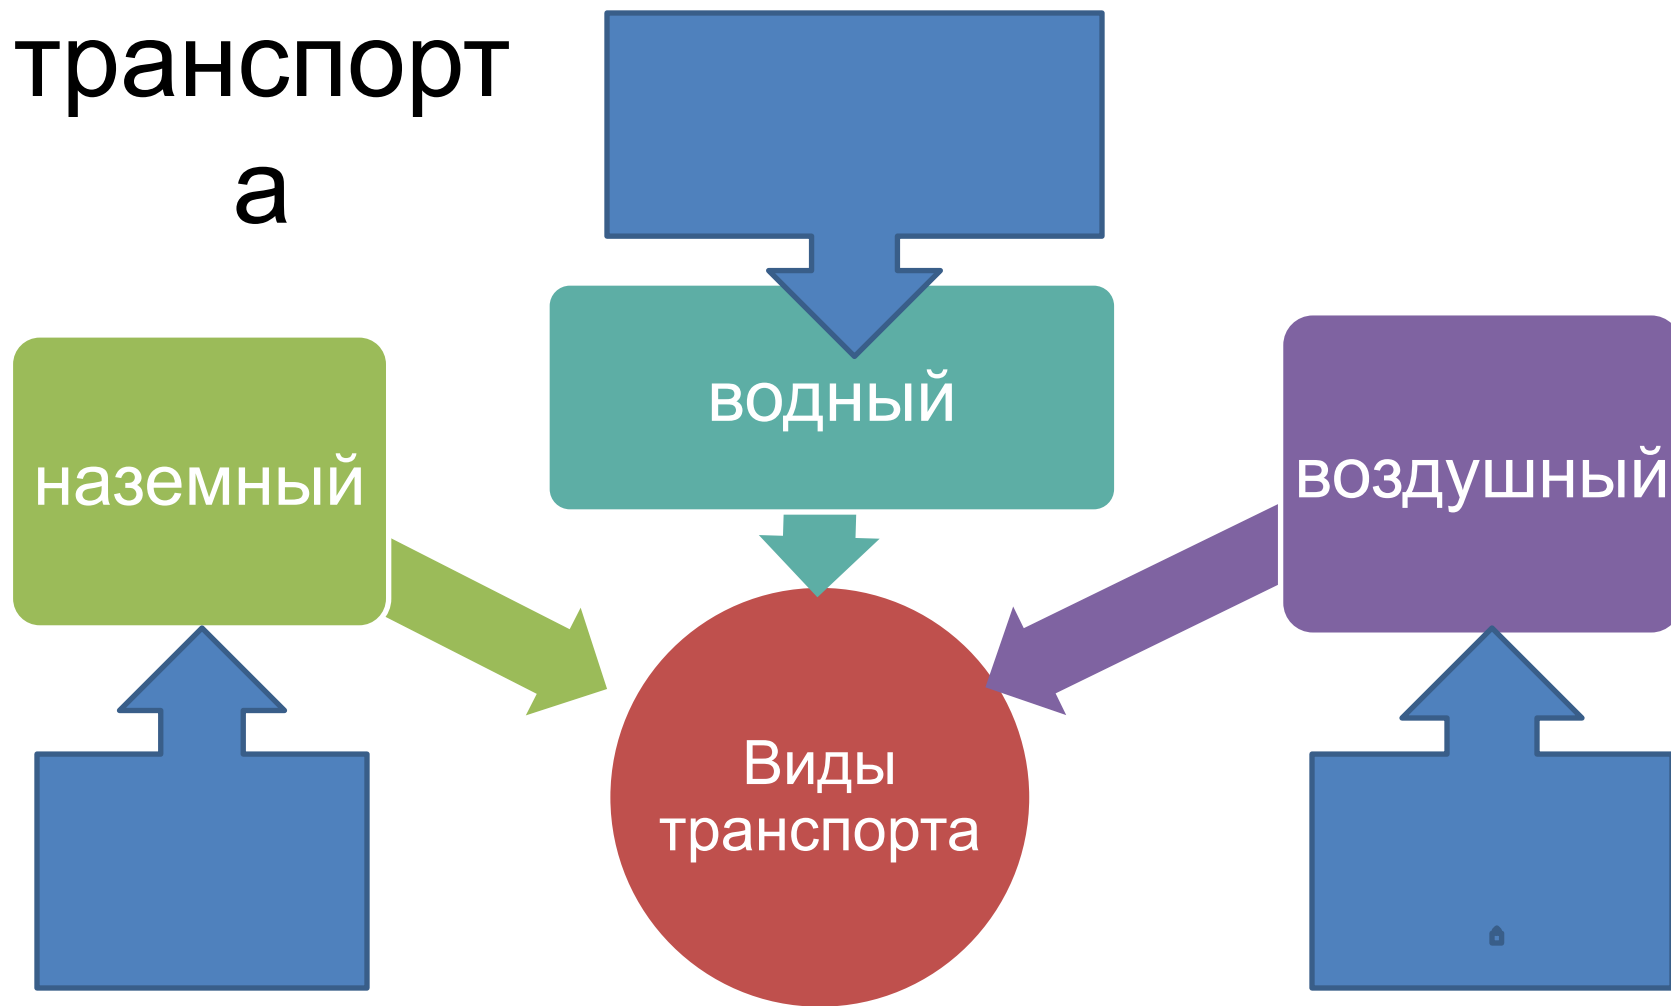 транспорт
а
водный
наземный
воздушный
Виды
транспорта